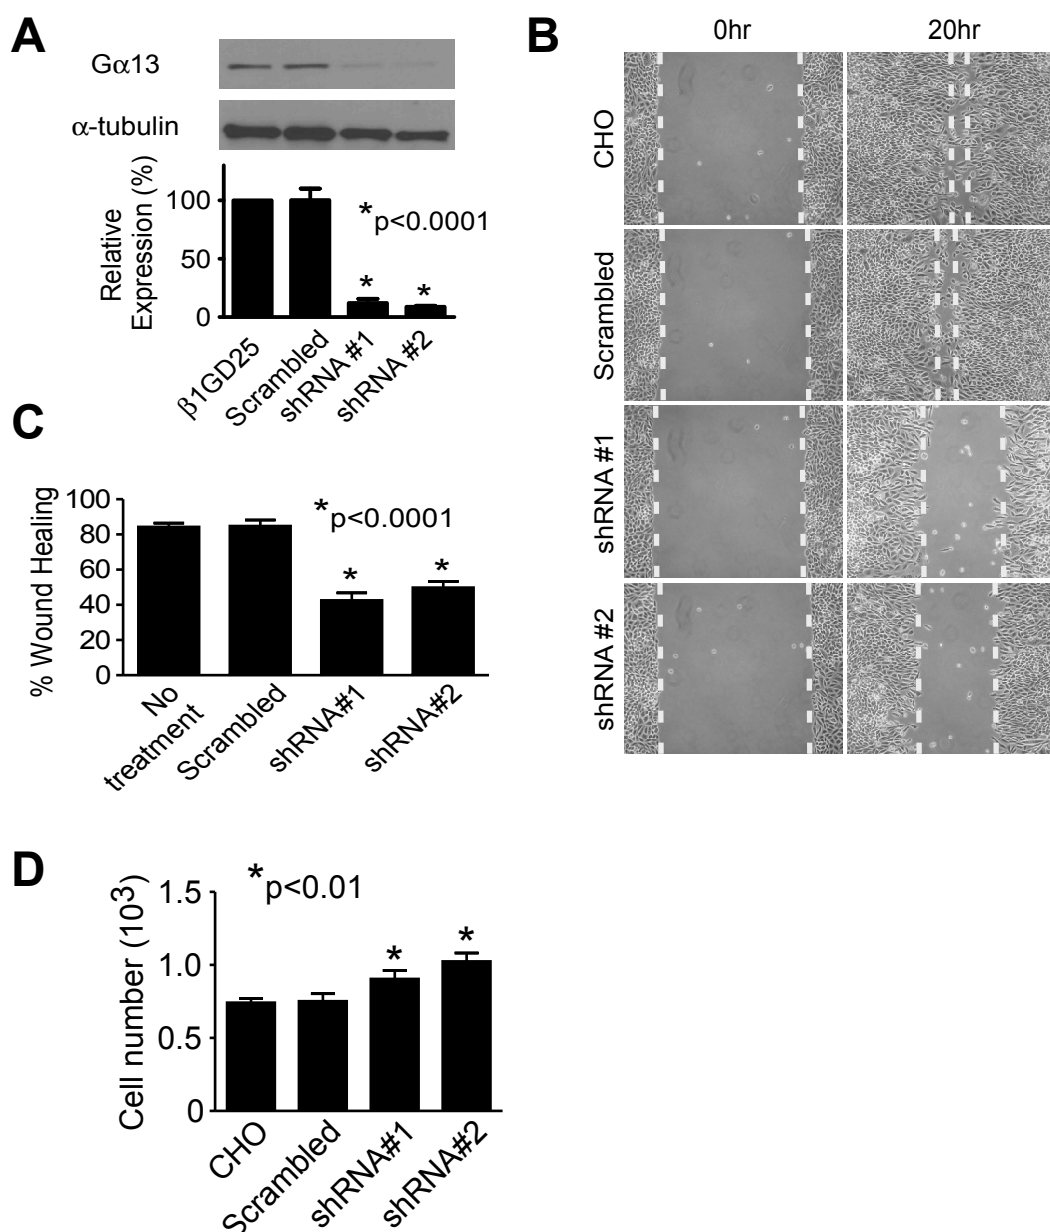 A
Gα13
α-tubulin
Relative
Expression (%)
100
50
0
*
p<0.0001
*
*
β1GD25
Scrambled
shRNA #1
shRNA #2
B
0hr
20hr
CHO
Scrambled
shRNA #1
shRNA #2
C
% Wound Healing
100
80
60
40
20
0
*
p<0.0001
*
*
No
treatment
Scrambled
shRNA#1
shRNA#2
D
Cell number (10³)
1.5
1.0
0.5
0
*
p<0.01
*
*
CHO
Scrambled
shRNA#1
shRNA#2